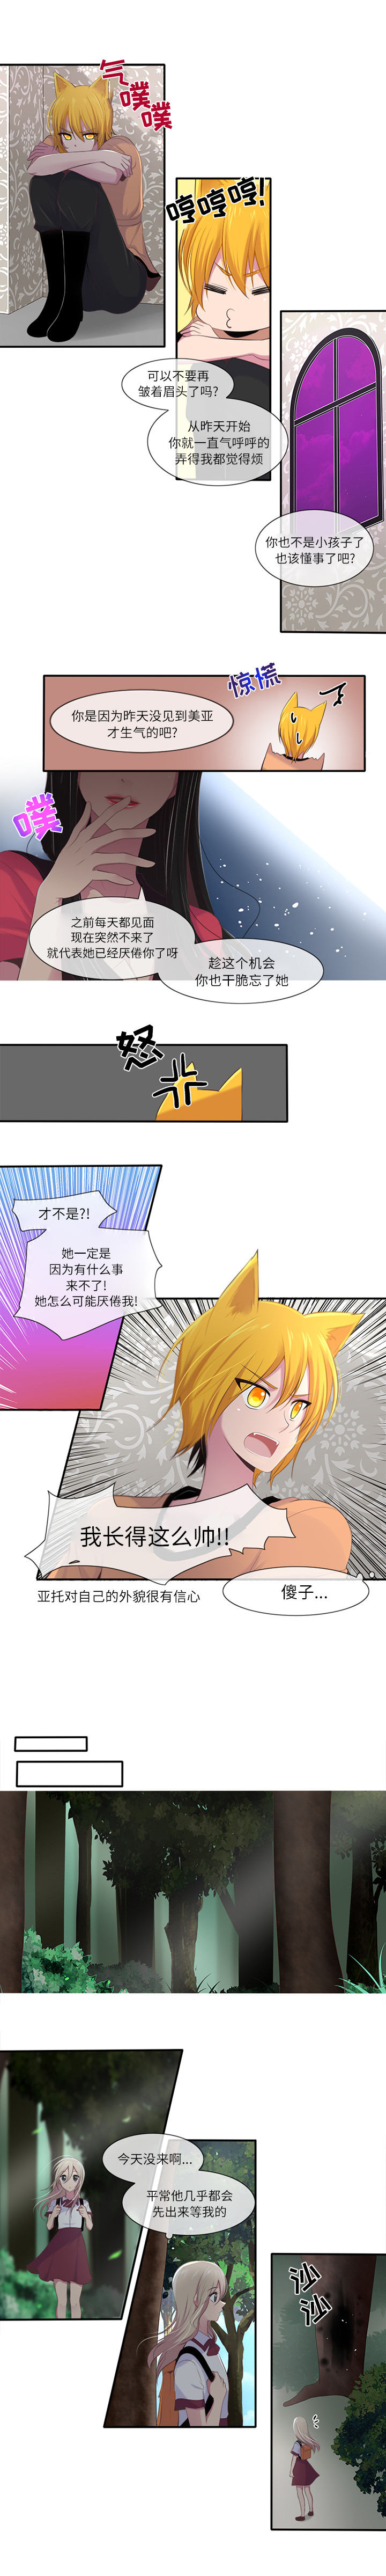 气
噗
噗
哼哼哼!
可以不要再
皱着眉头了吗?
从昨天开始
你就一直气呼呼的
弄得我都觉得烦
你也不是小孩子了
也该懂事了吧?
惊慌
你是因为昨天没见到美亚
才生气的吧?
噗
之前每天都见面
现在突然不来了
就代表她已经厌倦你了呀
趁这个机会
你也干脆忘了她
怒
才不是?!
她一定是
因为有什么事
来不了!
她怎么可能厌倦我!
我长得这么帅!!
亚托对自己的外貌很有信心
傻子...
今天没来啊...
平常他几乎都会
先出来等我的
沙
沙